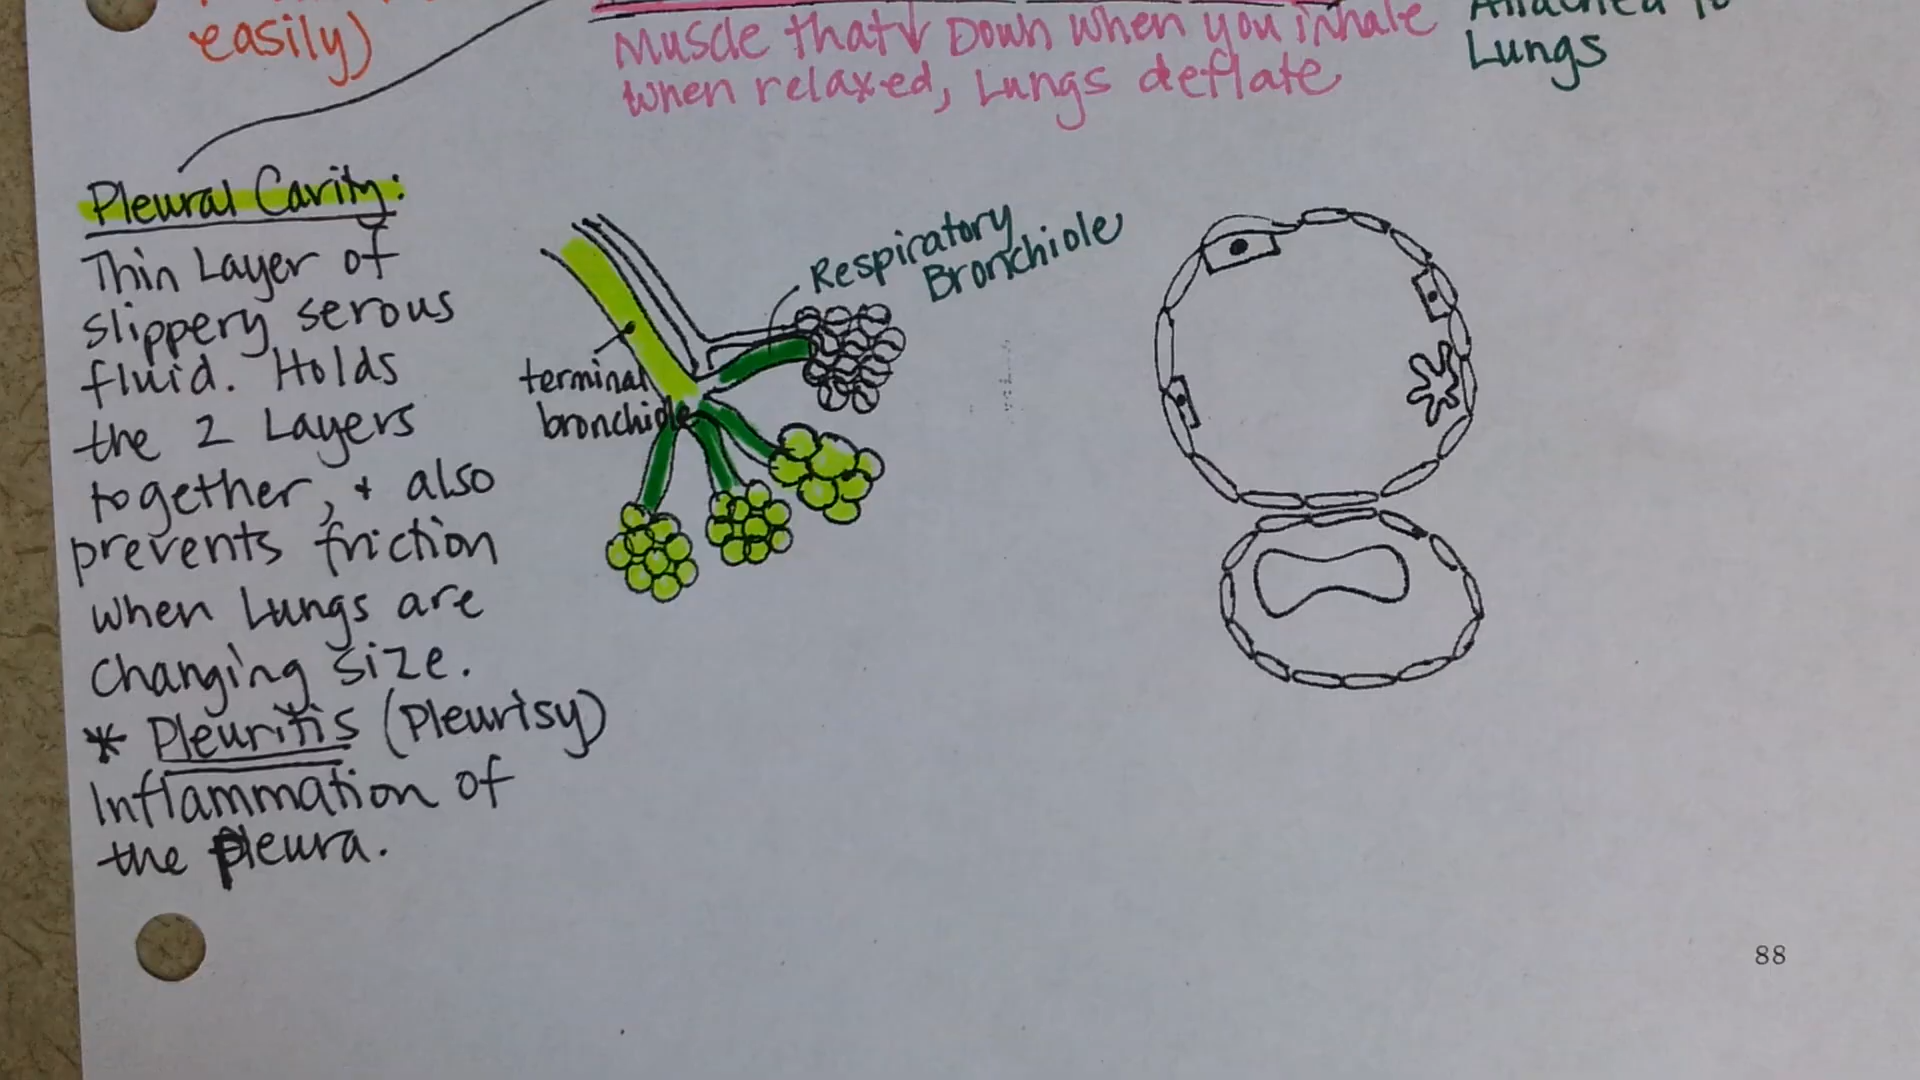 easily)
Muscle that↓ Down when you inhale
when relaxed, Lungs deflate
Attached to
Lungs
Pleural Cavity:
Thin Layer of
slippery serous
fluid. Holds
the 2 Layers
together, + also
prevents friction
when Lungs are
changing size.
* Pleuritis (Pleurisy)
Inflammation of
the pleura.
terminal
bronchiole
Respiratory
Bronchiole
88